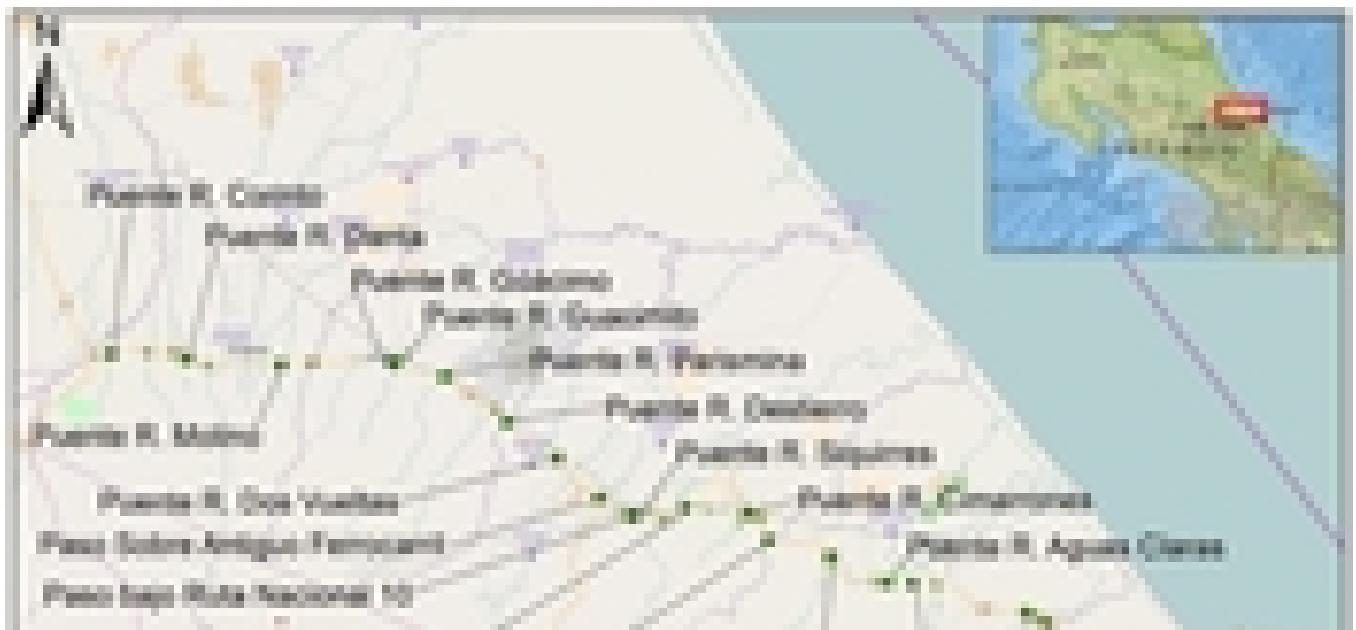 N
Puente R. Corinto
Puente R. Danta
Puente R. Guácimo
Puente R. Guacimito
Puente R. Parismina
Puente R. Destierro
Puente R. Molino
Puente R. Siquirres
Puente R. Dos Vueltas
Puente R. Cimarrones
Paso Sobre Antiguo Ferrocarril
Puente R. Aguas Claras
Paso bajo Ruta Nacional 10